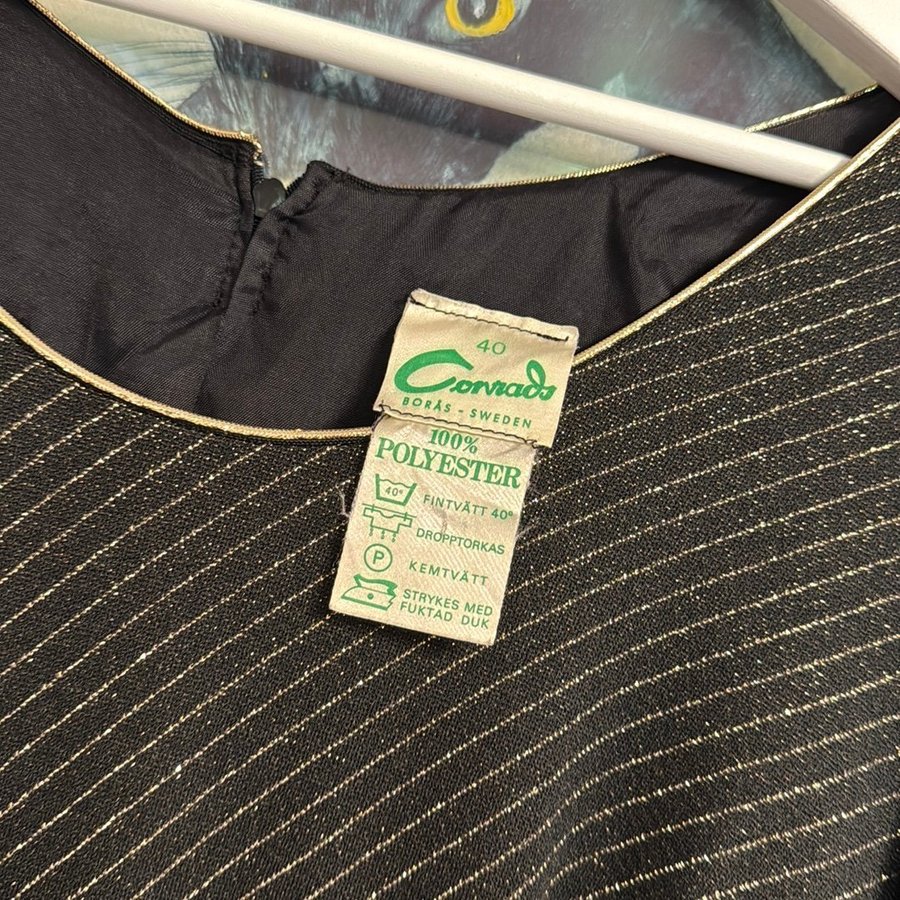 40
Conrads
BORÅS - SWEDEN
100%
POLYESTER
40° FINTVÄTT 40°
DROPPTORKAS
P KEMTVÄTT
STRYKES MED
FUKTAD DUK